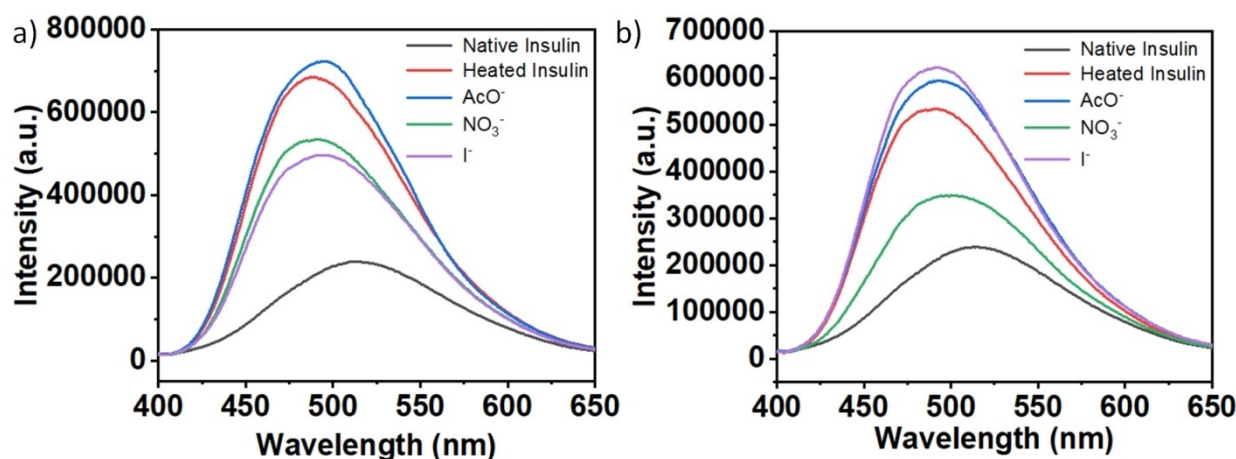 a)
800000
600000
400000
200000
0
Intensity (a.u.)
Native Insulin
Heated Insulin
AcO⁻
NO₃⁻
I⁻
400 450 500 550 600 650
Wavelength (nm)
b)
700000
600000
500000
400000
300000
200000
100000
0
Intensity (a.u.)
Native Insulin
Heated Insulin
AcO⁻
NO₃⁻
I⁻
400 450 500 550 600 650
Wavelength (nm)